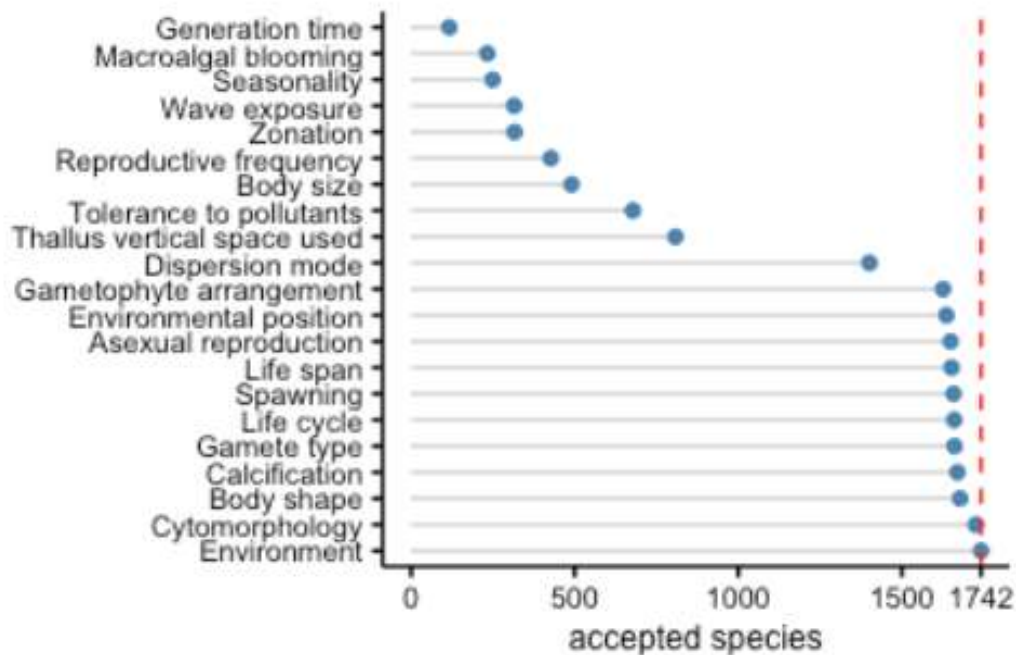 Generation time
Macroalgal blooming
Seasonality
Wave exposure
Zonation
Reproductive frequency
Body size
Tolerance to pollutants
Thallus vertical space used
Dispersion mode
Gametophyte arrangement
Environmental position
Asexual reproduction
Life span
Spawning
Life cycle
Gamete type
Calcification
Body shape
Cytomorphology
Environment
0 500 1000 1500 1742
accepted species